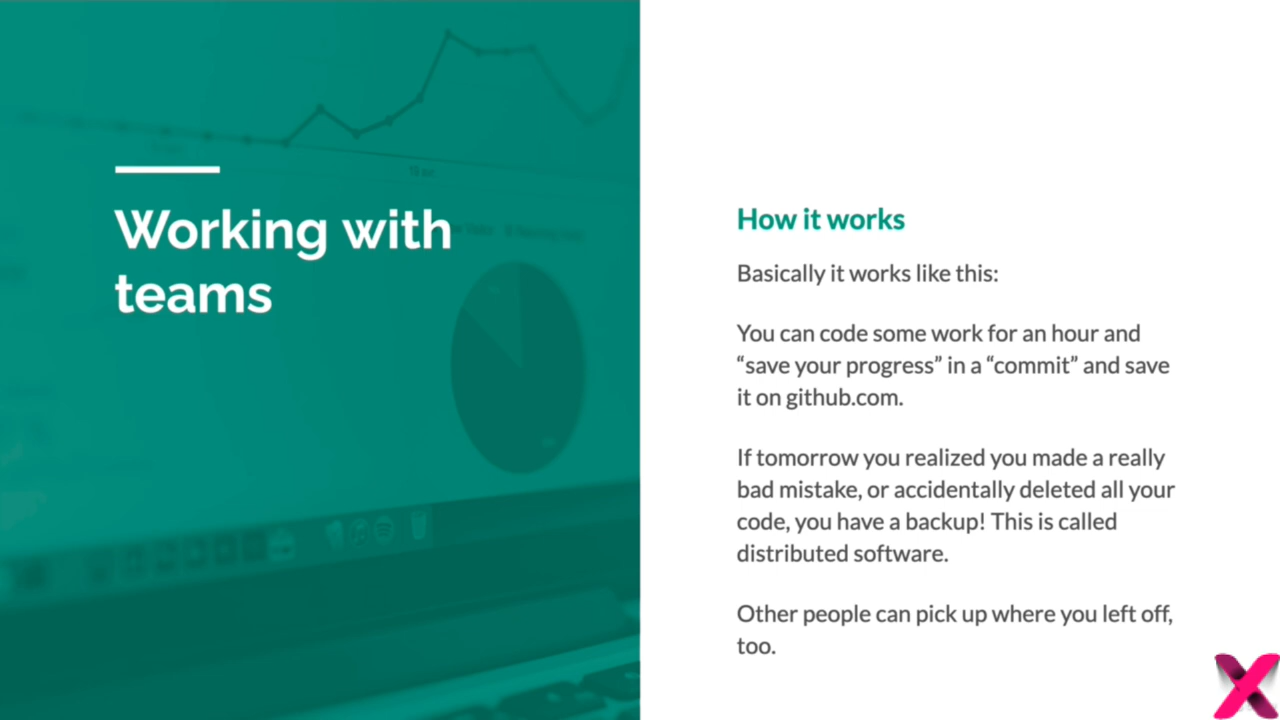 Working with
teams
How it works
Basically it works like this:
You can code some work for an hour and
“save your progress” in a “commit” and save
it on github.com.
If tomorrow you realized you made a really
bad mistake, or accidentally deleted all your
code, you have a backup! This is called
distributed software.
Other people can pick up where you left off,
too.